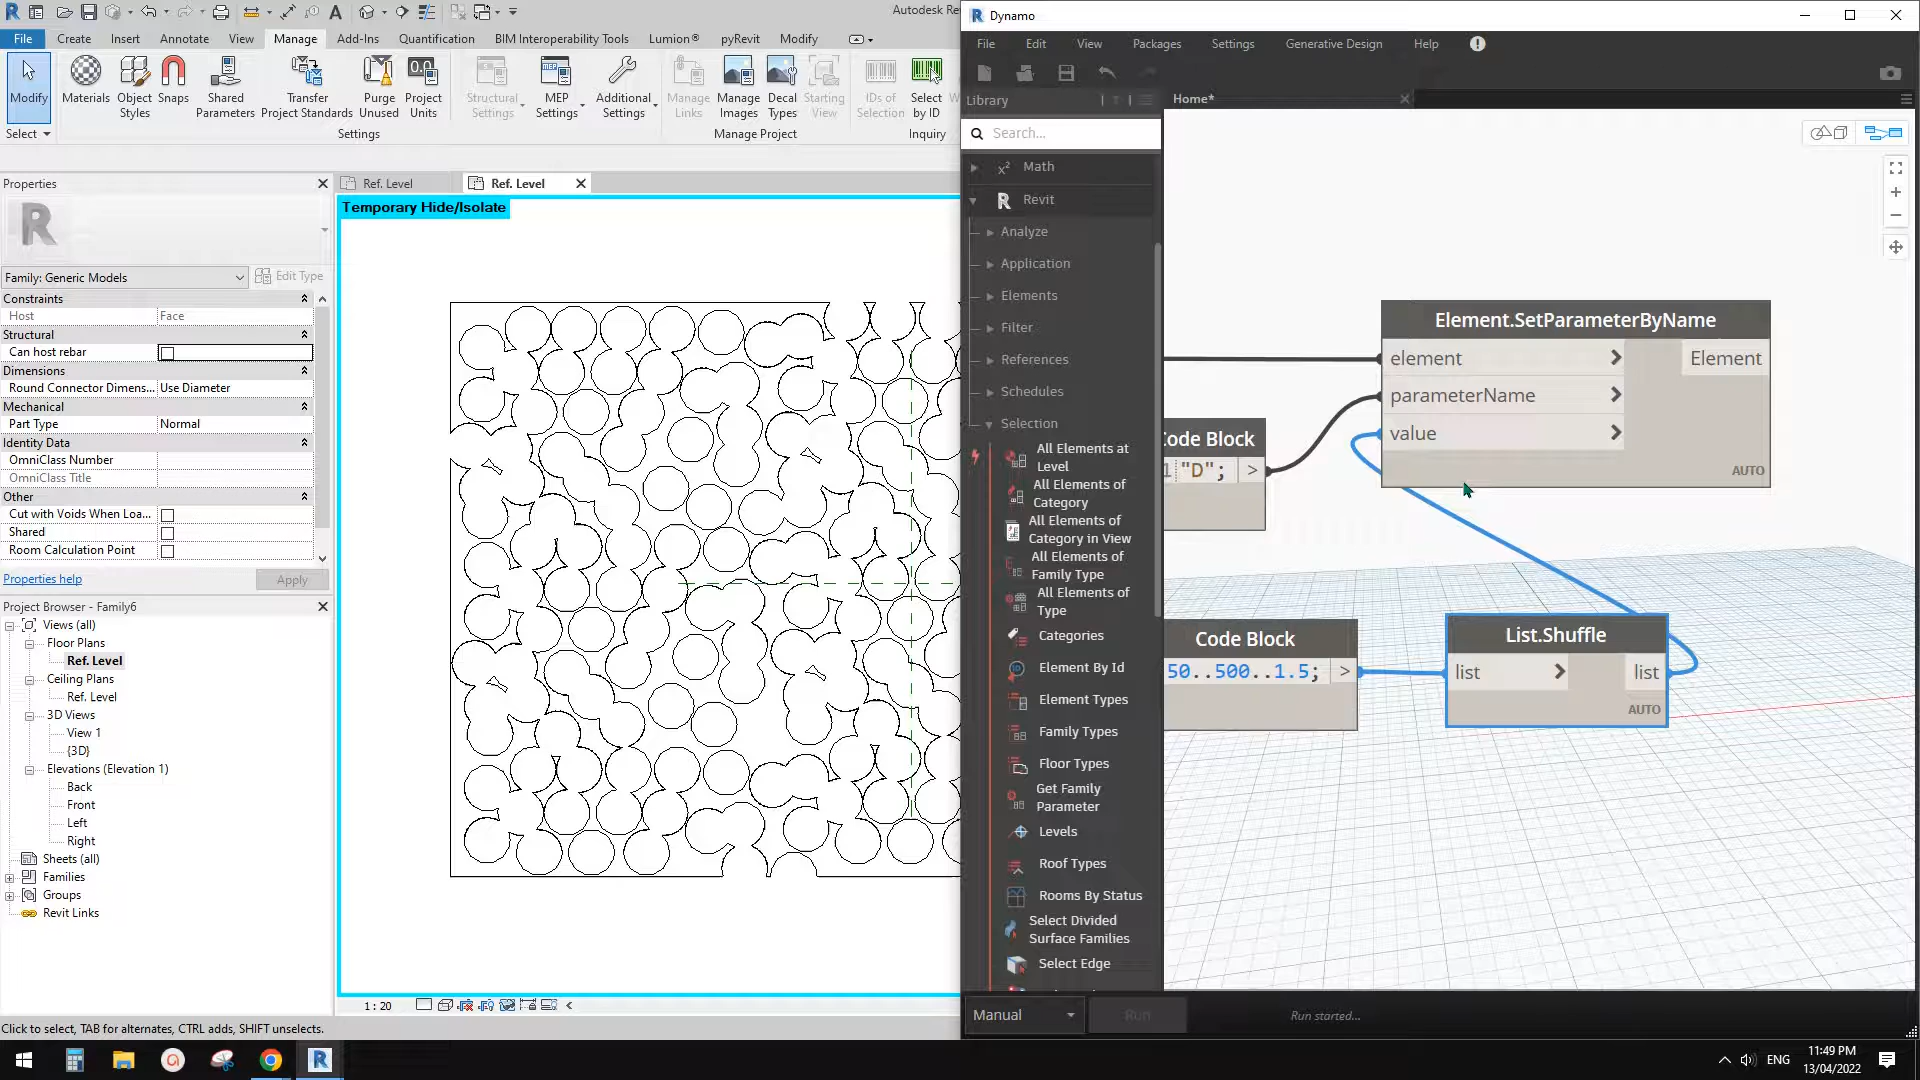 Autodesk Re
File
Create
Insert
Annotate
View
Manage
Add-Ins
Quantification
BIM Interoperability Tools
Lumion®
pyRevit
Modify
Modify
Materials
Object Styles
Snaps
Shared Parameters
Transfer Project Standards
Purge Unused
Project Units
Structural Settings
MEP Settings
Additional Settings
Manage Links
Manage Images
Decal Types
Starting View
IDs of Selection
Select by ID
Select
Settings
Manage Project
Inquiry
Properties
Family: Generic Models
Edit Type
Constraints
Host
Face
Structural
Can host rebar
Dimensions
Round Connector Dimens...
Use Diameter
Mechanical
Part Type
Normal
Identity Data
OmniClass Number
OmniClass Title
Other
Cut with Voids When Loa...
Shared
Room Calculation Point
Properties help
Apply
Project Browser - Family6
Views (all)
Floor Plans
Ref. Level
Ceiling Plans
Ref. Level
3D Views
View 1
{3D}
Elevations (Elevation 1)
Back
Front
Left
Right
Sheets (all)
Families
Groups
Revit Links
Ref. Level
Ref. Level
Temporary Hide/Isolate
1 : 20
Click to select, TAB for alternates, CTRL adds, SHIFT unselects.
Dynamo
File
Edit
View
Packages
Settings
Generative Design
Help
Library
Home*
Search...
Math
Revit
Analyze
Application
Elements
Filter
References
Schedules
Selection
All Elements at Level
All Elements of Category
All Elements of Category in View
All Elements of Family Type
All Elements of Type
Categories
Element By Id
Element Types
Family Types
Floor Types
Get Family Parameter
Levels
Roof Types
Rooms By Status
Select Divided Surface Families
Select Edge
Element.SetParameterByName
element
Element
parameterName
value
AUTO
Code Block
1 "D"; >
Code Block
50..500..1.5; >
List.Shuffle
list
list
AUTO
Manual
Run
Run started...
ENG
11:49 PM
13/04/2022